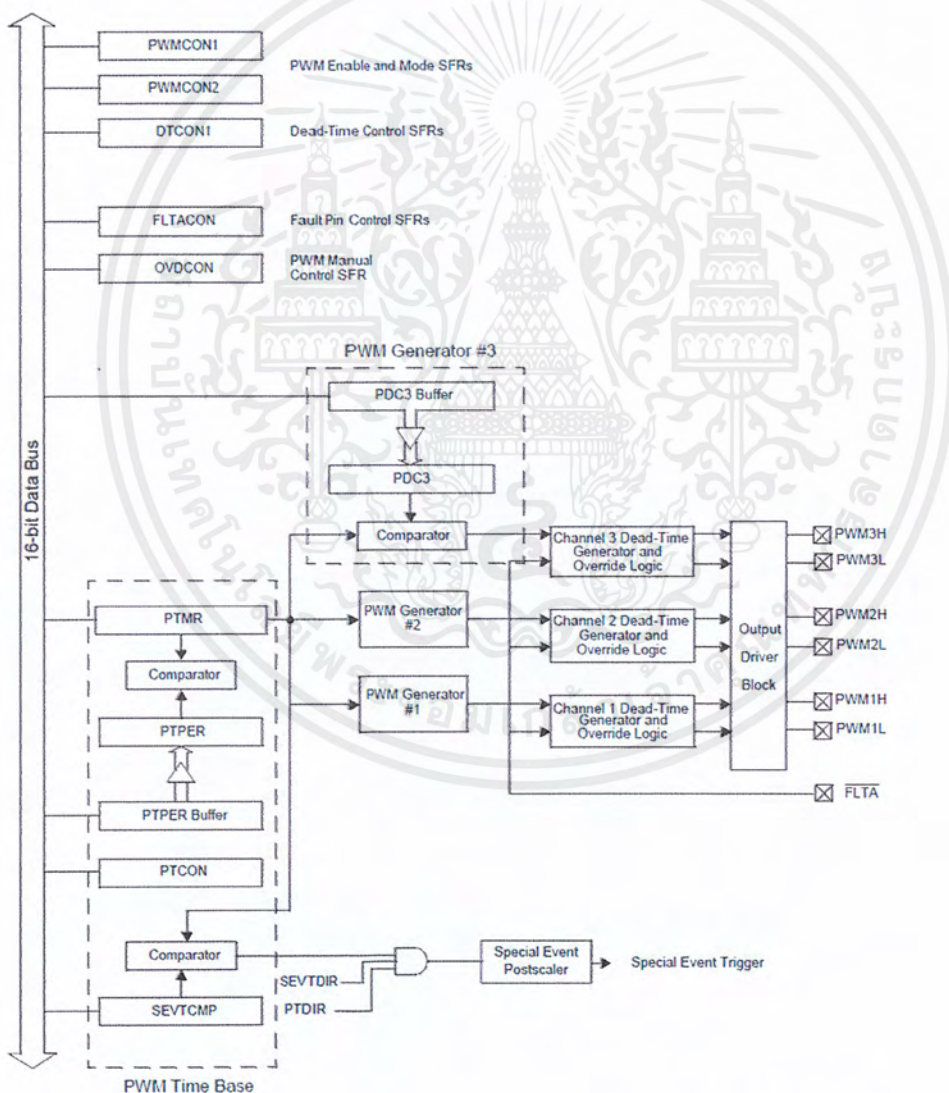 PWMCON1
PWM Enable and Mode SFRs
PWMCON2
DTCON1
Dead-Time Control SFRs
FLTACON
Fault Pin Control SFRs
OVDCON
PWM Manual
Control SFR
PWM Generator #3
PDC3 Buffer
PDC3
Comparator
16-bit Data Bus
Channel 3 Dead-Time
Generator and
Override Logic
PWM3H
PWM3L
PTMR
PWM Generator
#2
Channel 2 Dead-Time
Generator and
Override Logic
PWM2H
PWM2L
Output
Driver
Block
Comparator
PWM Generator
#1
Channel 1 Dead-Time
Generator and
Override Logic
PWM1H
PWM1L
PTPER
FLTA
PTPER Buffer
PTCON
Comparator
SEVTDIR
PTDIR
Special Event
Postscaler
Special Event Trigger
SEVTCMP
PWM Time Base